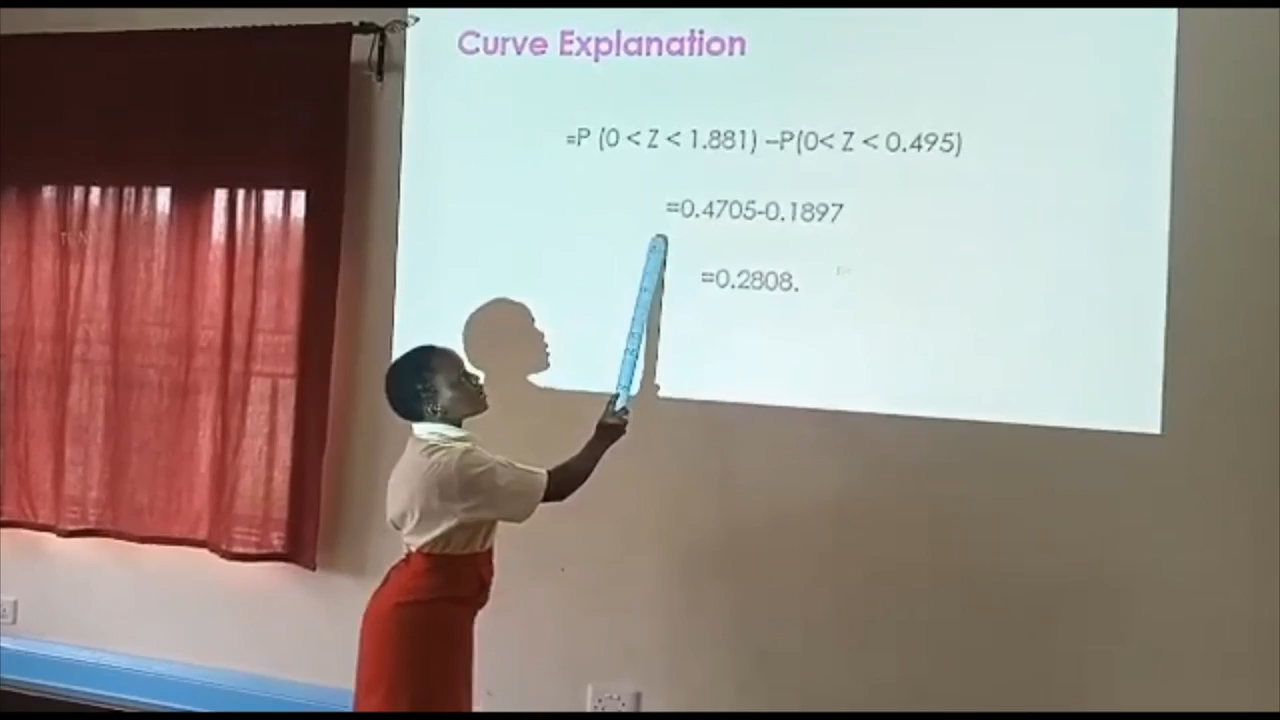 Curve Explanation
=P (0 < Z < 1.881) –P(0< Z < 0.495)
=0.4705-0.1897
=0.2808.